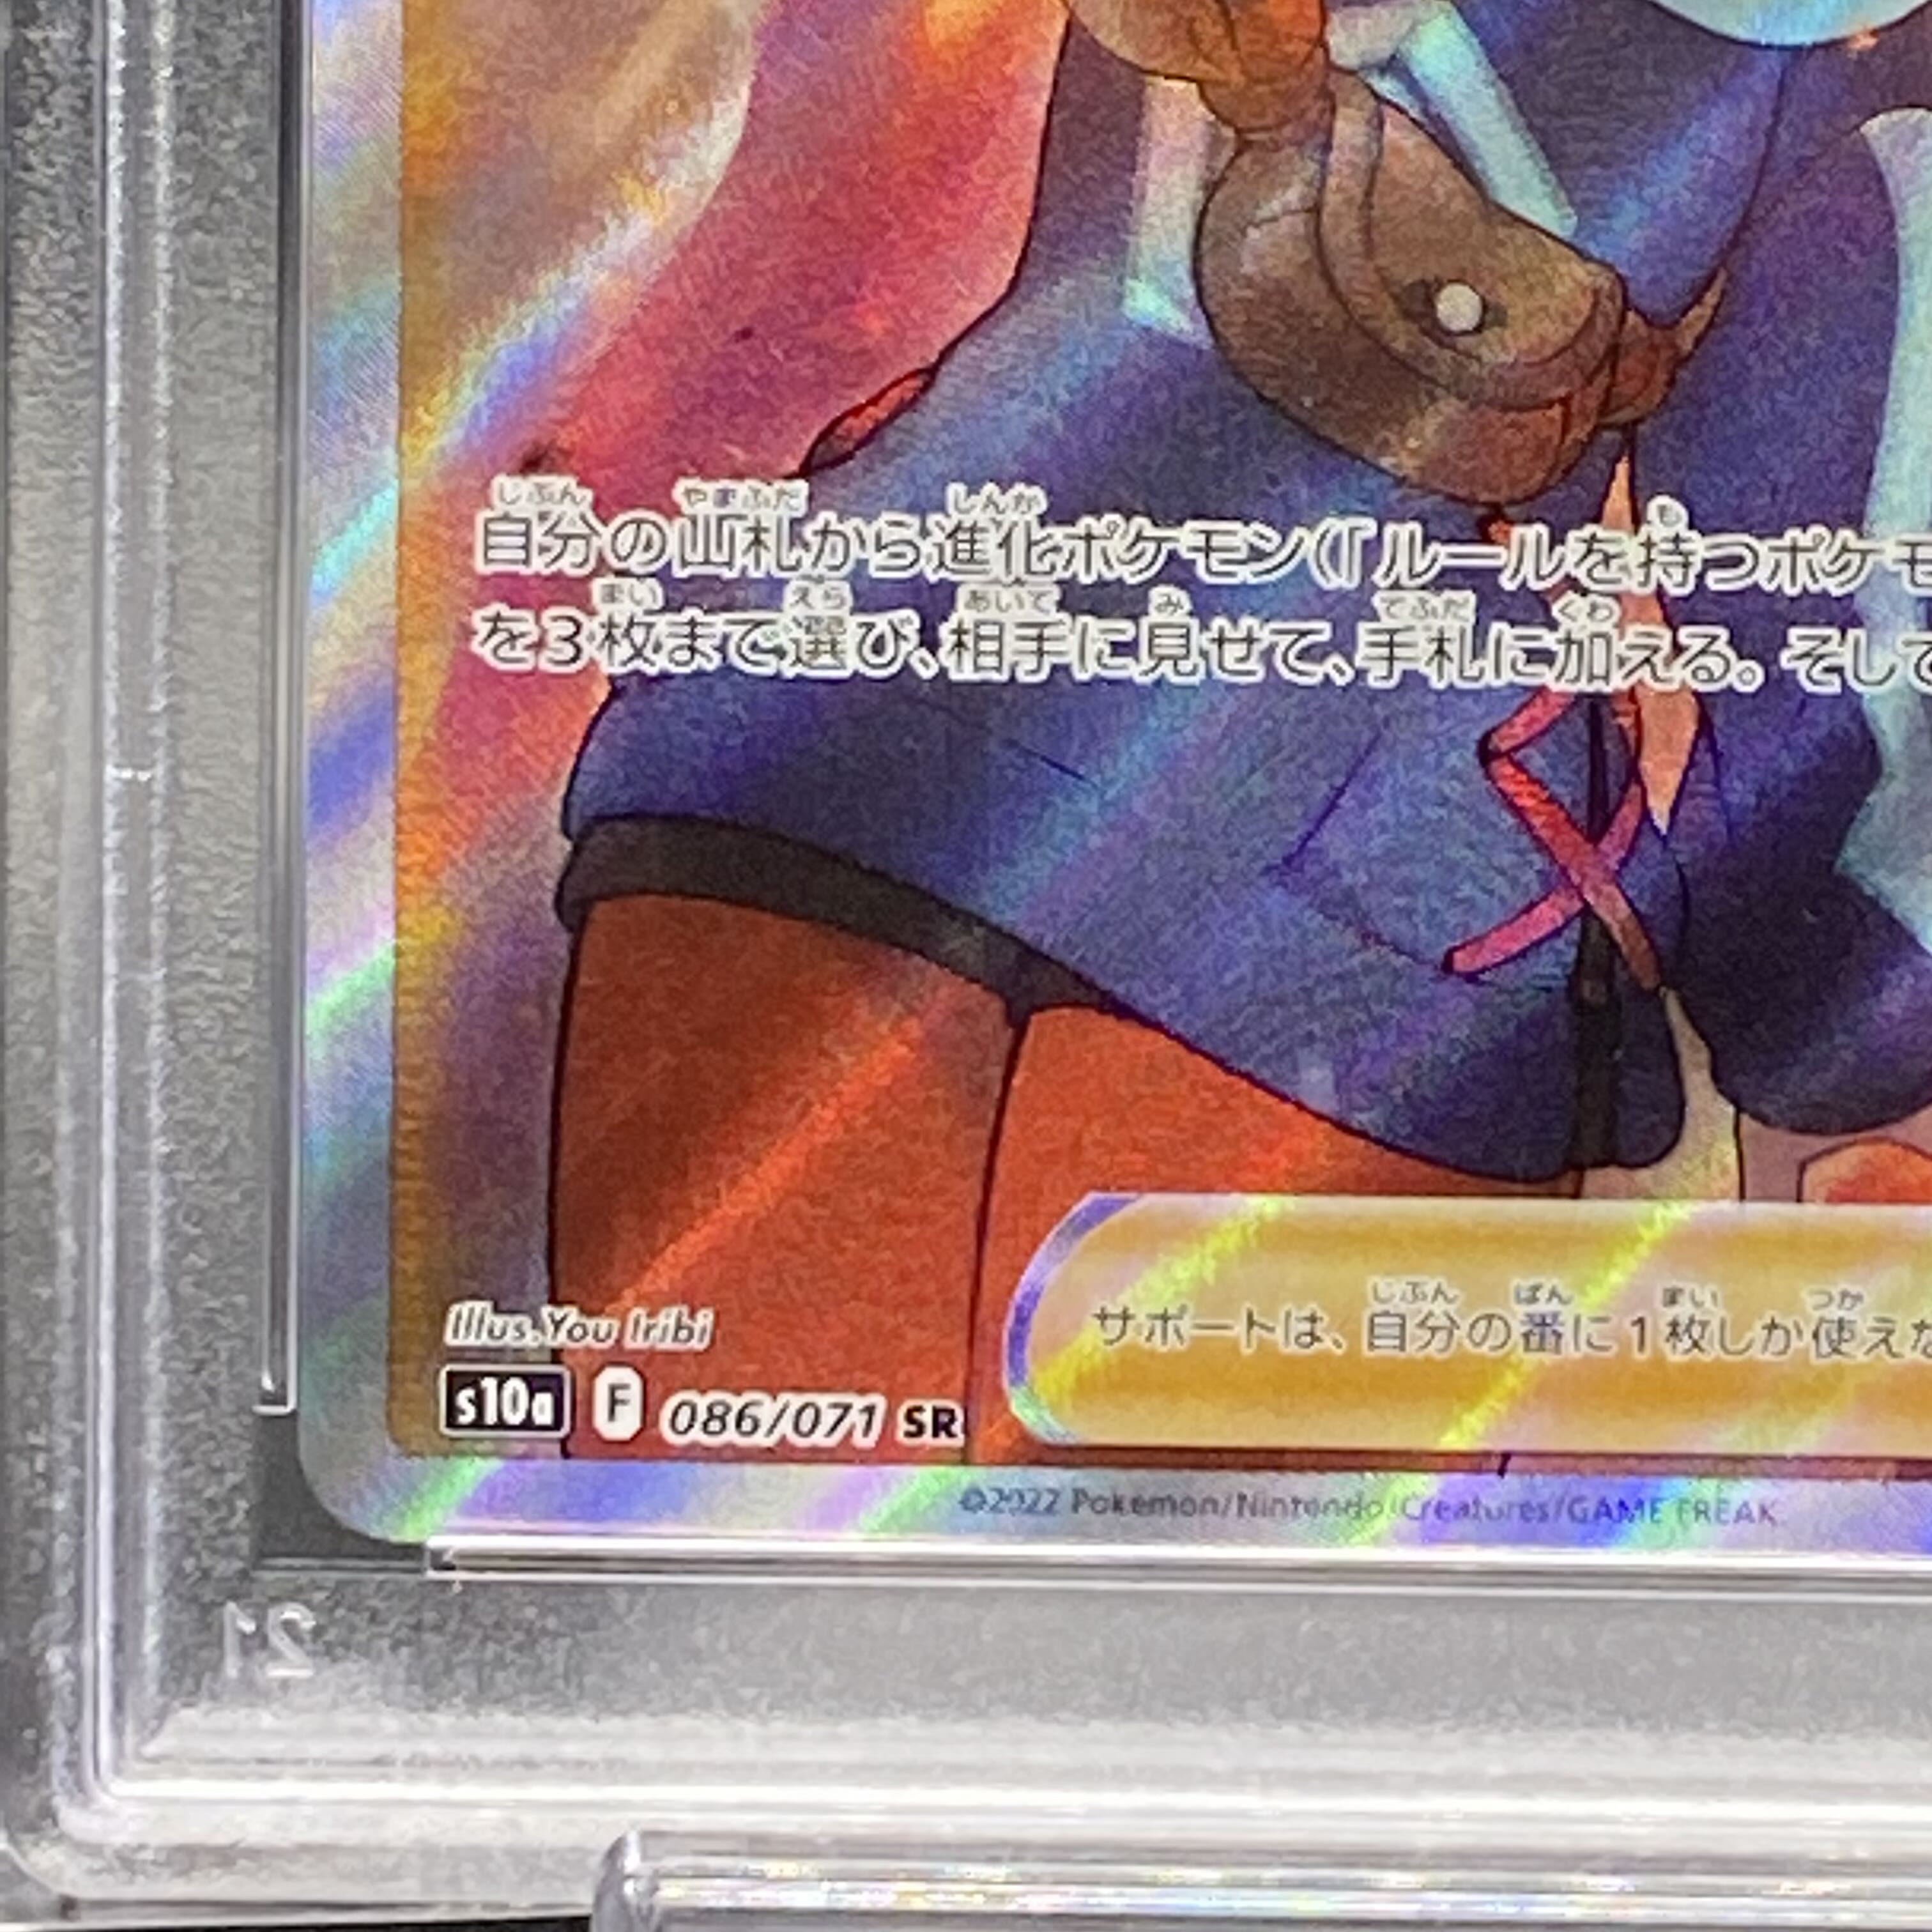 自分の山札から進化ポケモン(「ルールを持つポケモ
を3枚まで選び、相手に見せて、手札に加える。そして
サポートは、自分の番に1枚しか使えな
Illus.You Iribi
s10a F 086/071 SR
©2022 Pokémon/Nintendo/Creatures/GAME FREAK
21